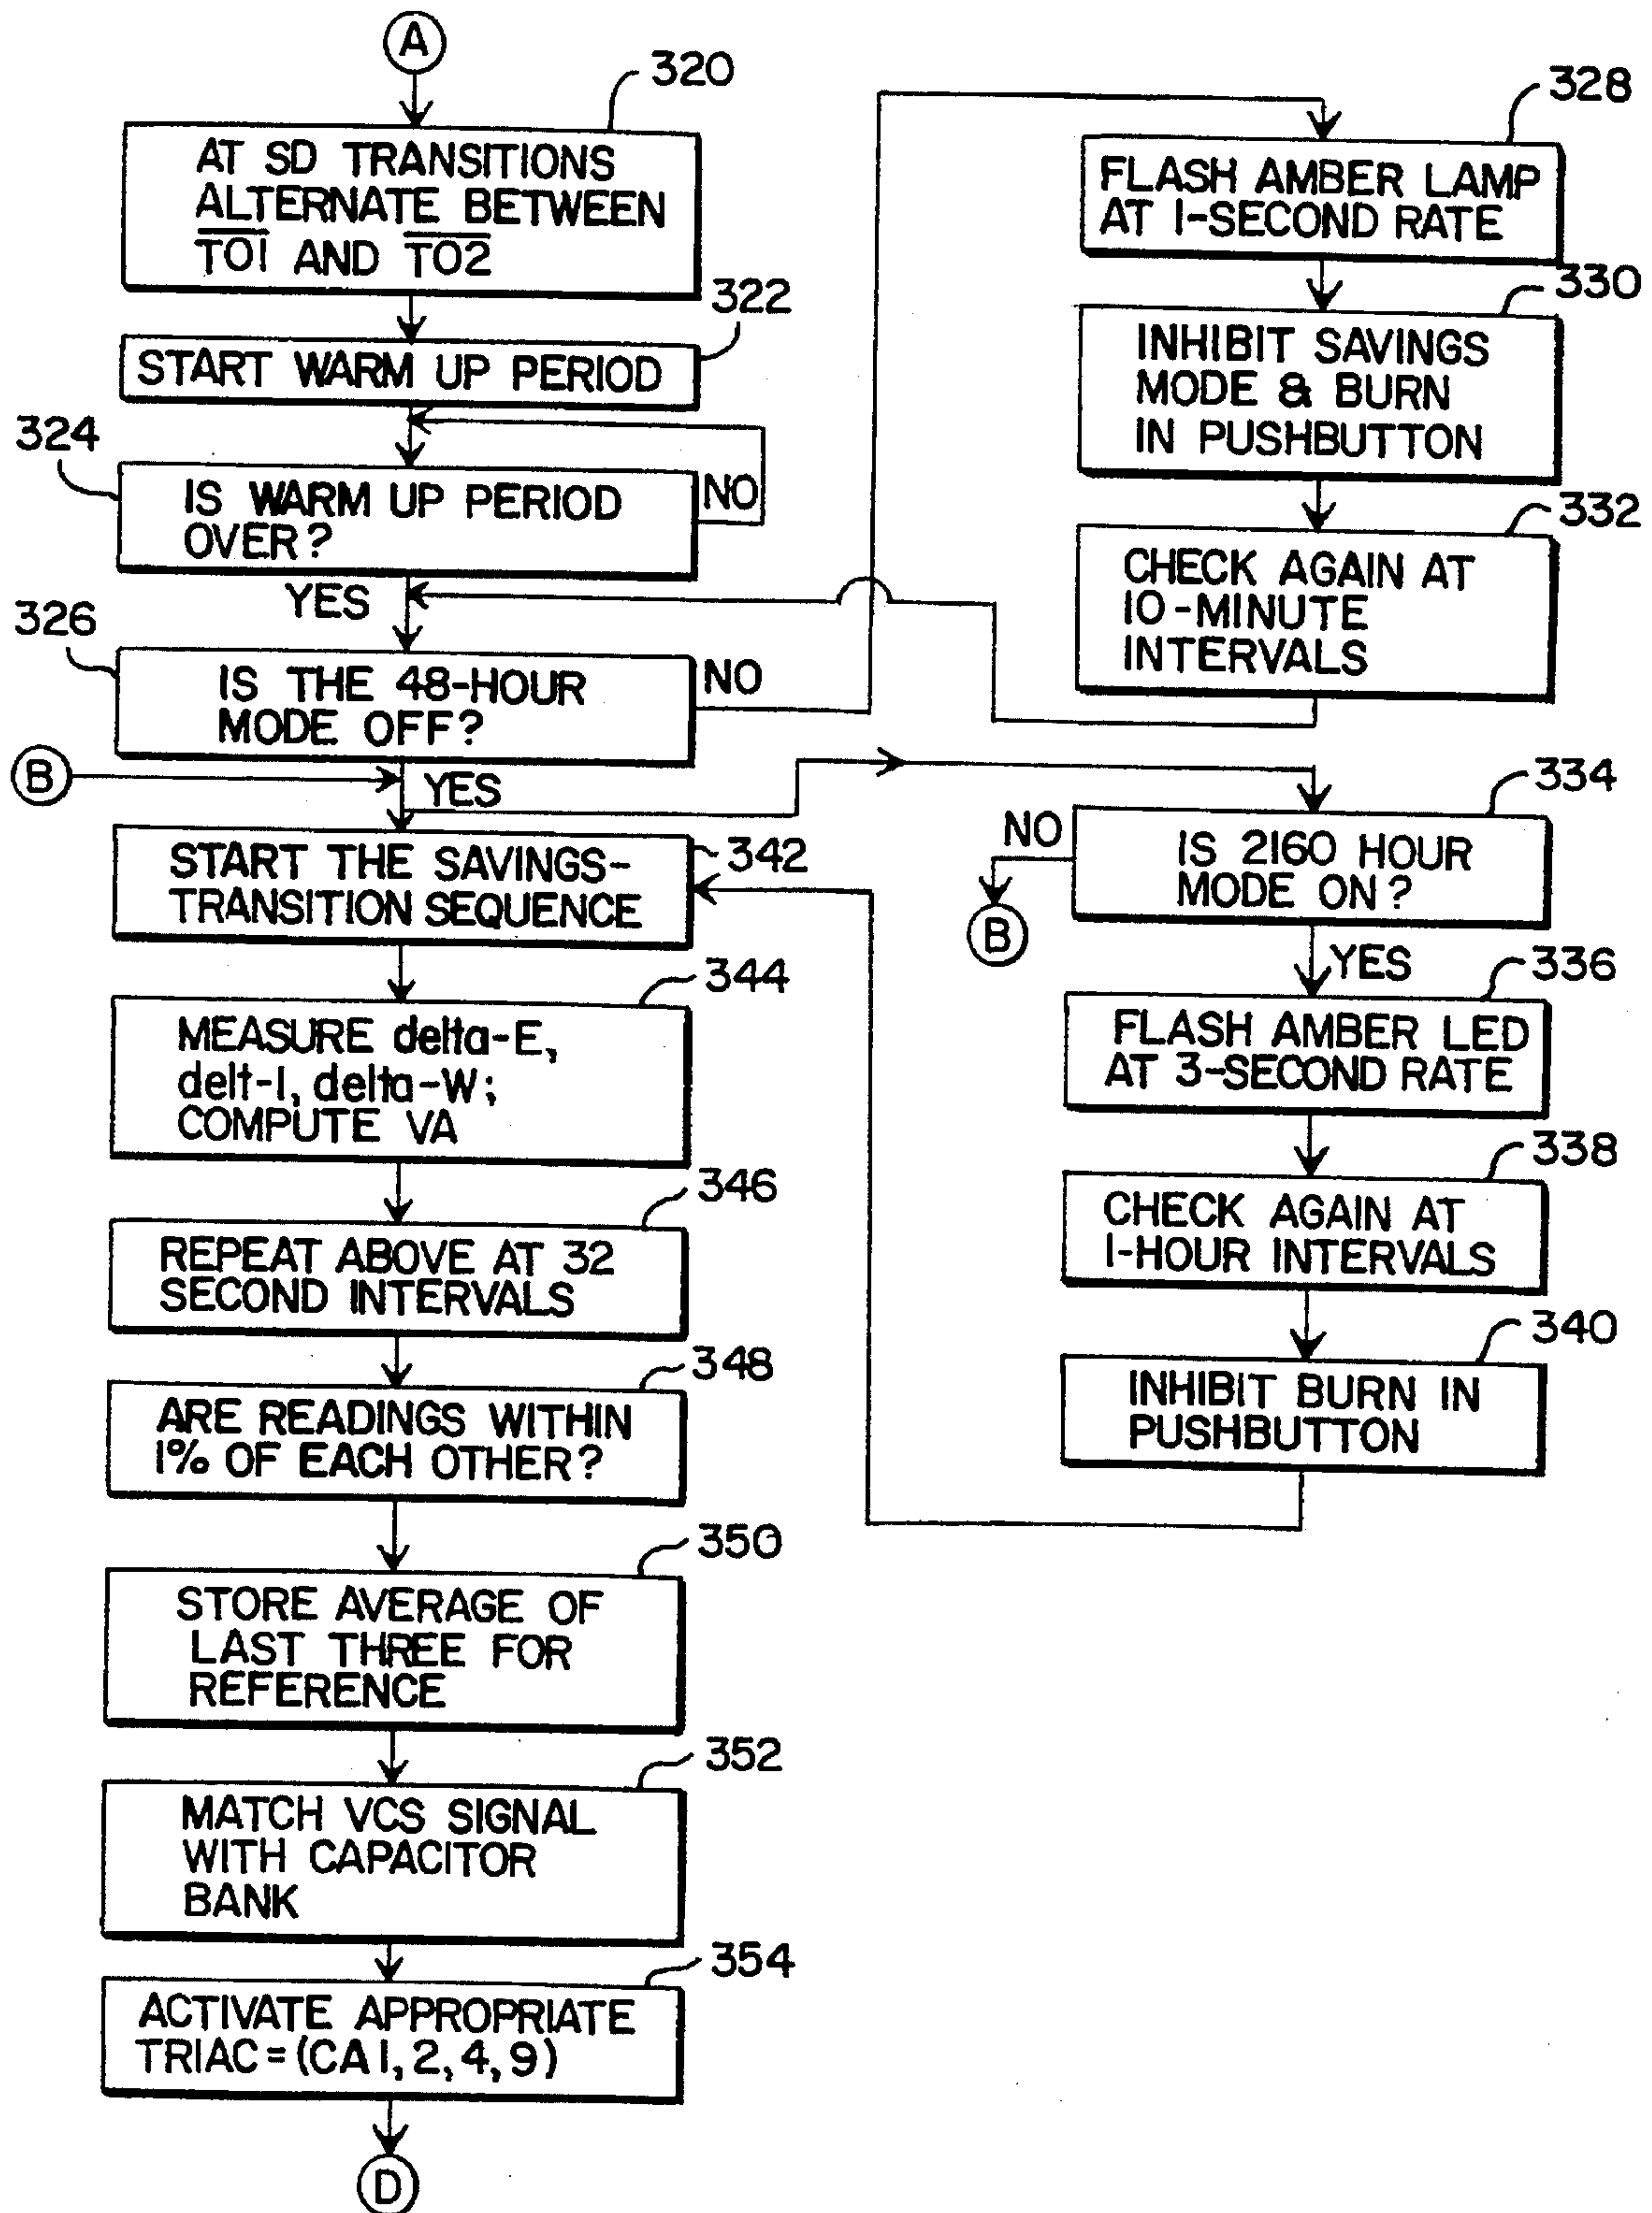 A
320
AT SD TRANSITIONS
ALTERNATE BETWEEN
T̅O̅1̅ AND T̅O̅2̅
322
START WARM UP PERIOD
324
IS WARM UP PERIOD
OVER?
NO
YES
326
IS THE 48-HOUR
MODE OFF?
NO
B
YES
328
FLASH AMBER LAMP
AT 1-SECOND RATE
330
INHIBIT SAVINGS
MODE & BURN
IN PUSHBUTTON
332
CHECK AGAIN AT
10-MINUTE
INTERVALS
334
IS 2160 HOUR
MODE ON?
NO
B
YES
336
FLASH AMBER LED
AT 3-SECOND RATE
338
CHECK AGAIN AT
1-HOUR INTERVALS
340
INHIBIT BURN IN
PUSHBUTTON
342
START THE SAVINGS-
TRANSITION SEQUENCE
344
MEASURE delta-E,
delt-I, delta-W;
COMPUTE VA
346
REPEAT ABOVE AT 32
SECOND INTERVALS
348
ARE READINGS WITHIN
1% OF EACH OTHER?
350
STORE AVERAGE OF
LAST THREE FOR
REFERENCE
352
MATCH VCS SIGNAL
WITH CAPACITOR
BANK
354
ACTIVATE APPROPRIATE
TRIAC=(CA1,2,4,9)
D